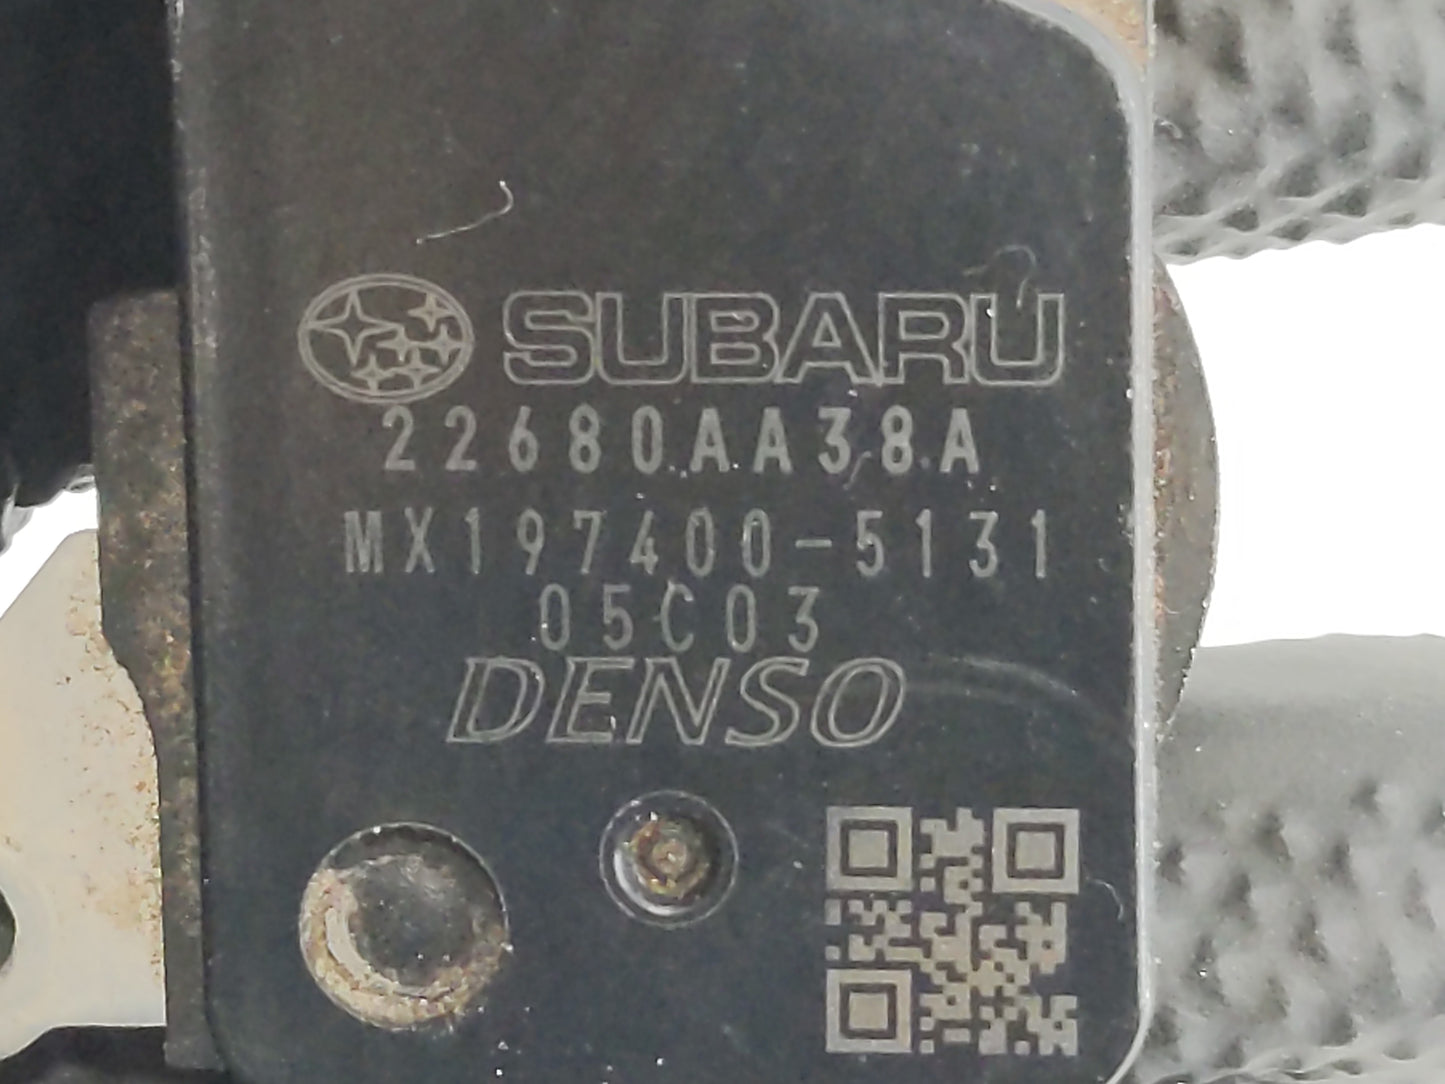 SUBARU
22680AA38A
MX197400-5131
05C03
DENSO